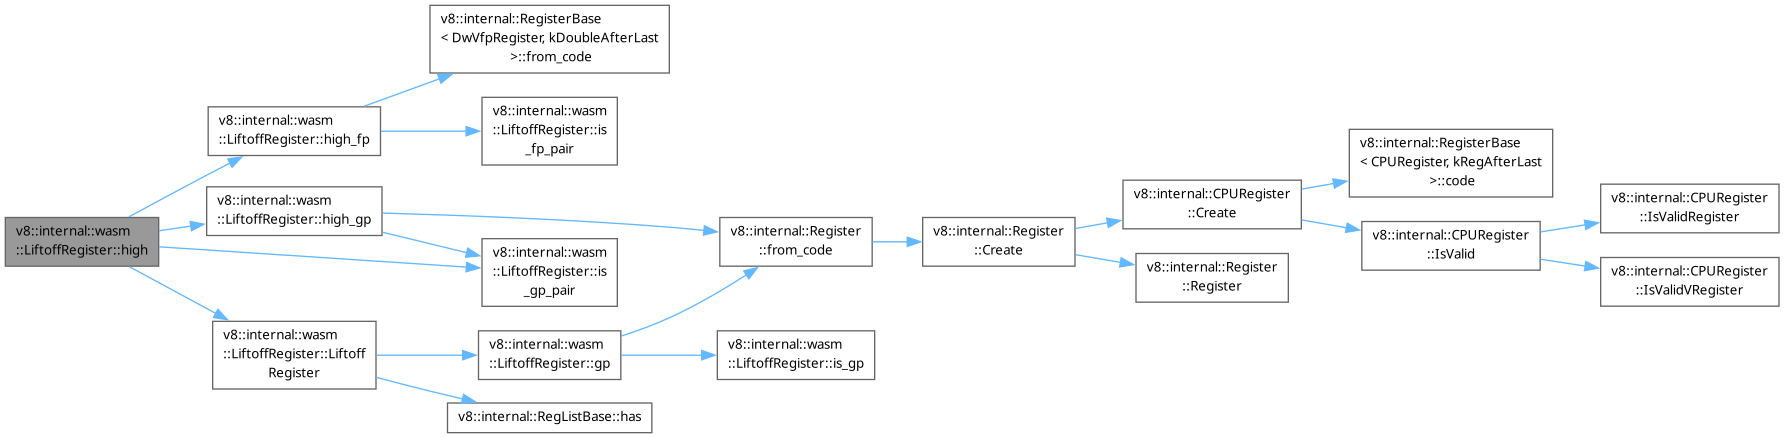 v8::internal::wasm
::LiftoffRegister::high
v8::internal::wasm
::LiftoffRegister::high_fp
v8::internal::RegisterBase
< DwVfpRegister, kDoubleAfterLast
>::from_code
v8::internal::wasm
::LiftoffRegister::is
_fp_pair
v8::internal::wasm
::LiftoffRegister::high_gp
v8::internal::wasm
::LiftoffRegister::is
_gp_pair
v8::internal::wasm
::LiftoffRegister::Liftoff
Register
v8::internal::wasm
::LiftoffRegister::gp
v8::internal::RegListBase::has
v8::internal::Register
::from_code
v8::internal::wasm
::LiftoffRegister::is_gp
v8::internal::Register
::Create
v8::internal::CPURegister
::Create
v8::internal::Register
::Register
v8::internal::RegisterBase
< CPURegister, kRegAfterLast
>::code
v8::internal::CPURegister
::IsValid
v8::internal::CPURegister
::IsValidRegister
v8::internal::CPURegister
::IsValidVRegister